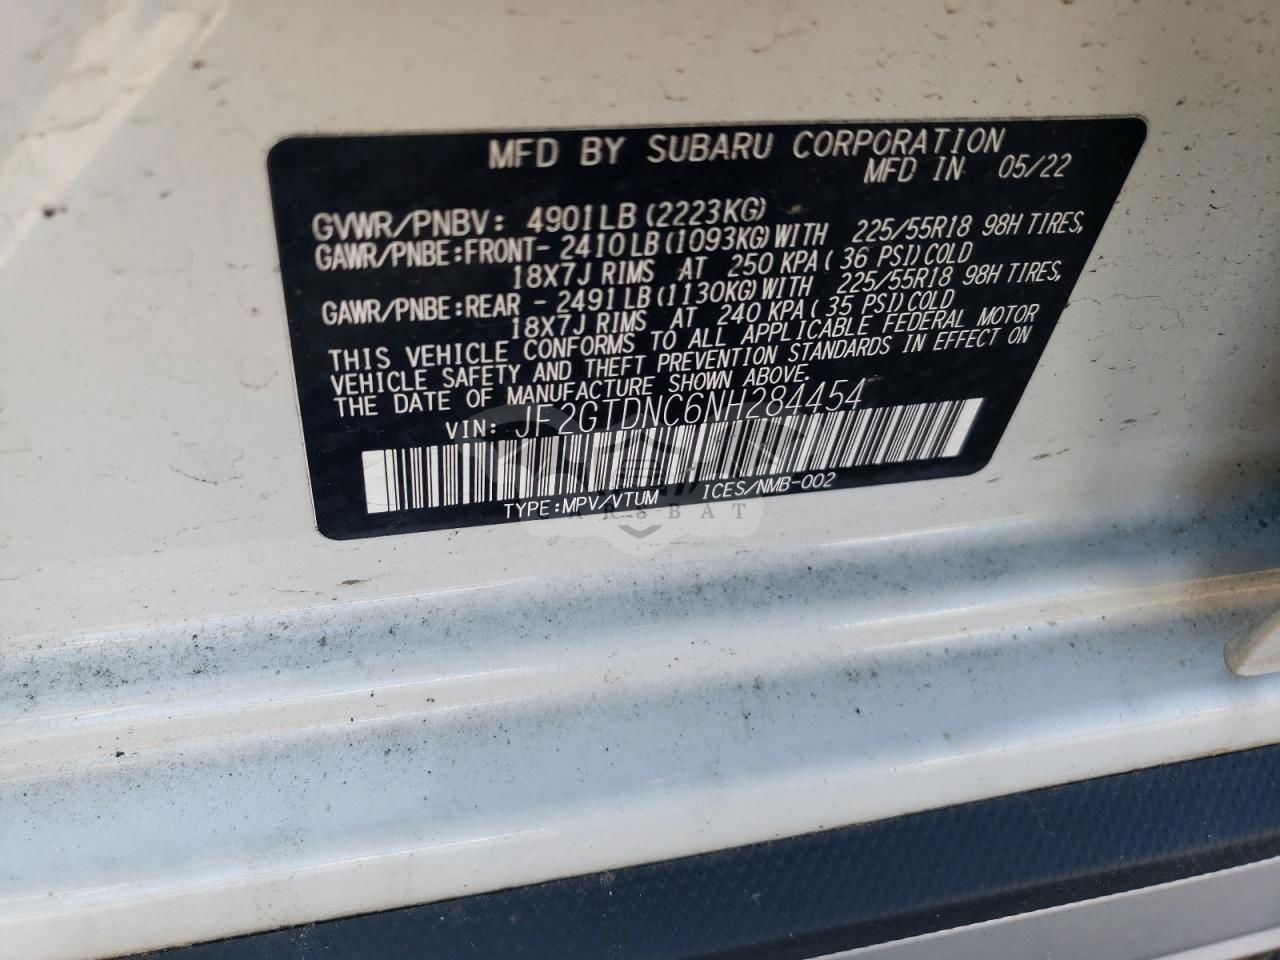 MFD BY SUBARU CORPORATION
MFD IN 05/22
GVWR/PNBV: 4901LB(2223KG)
GAWR/PNBE:FRONT- 2410LB(1093KG)WITH 225/55R18 98H TIRES,
18X7J RIMS AT 250 KPA( 36 PSI)COLD
GAWR/PNBE:REAR - 2491LB(1130KG)WITH 225/55R18 98H TIRES,
18X7J RIMS AT 240 KPA( 35 PSI)COLD
THIS VEHICLE CONFORMS TO ALL APPLICABLE FEDERAL MOTOR
VEHICLE SAFETY AND THEFT PREVENTION STANDARDS IN EFFECT ON
THE DATE OF MANUFACTURE SHOWN ABOVE.
VIN: JF2GTDNC6NH284454
TYPE:MPV/VTUM ICES/NMB-002
CARSBAT